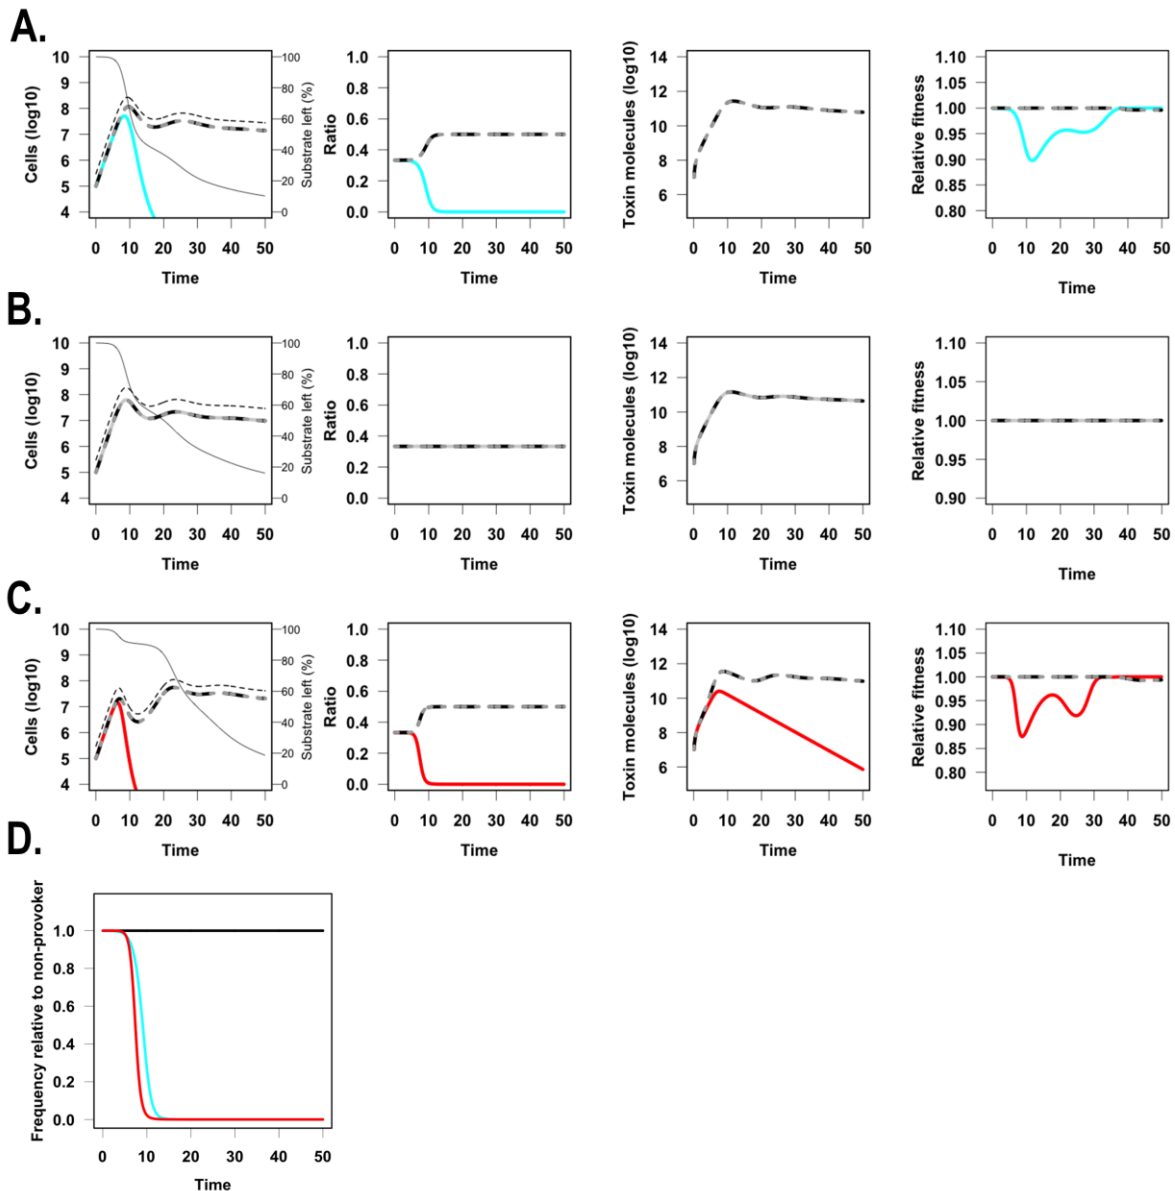 A.
Cells (log10)
10
9
8
7
6
5
4
100
80
60
40
20
0
Substrate left (%)
0 10 20 30 40 50
Time
Ratio
1.0
0.8
0.6
0.4
0.2
0.0
0 10 20 30 40 50
Time
Toxin molecules (log10)
14
12
10
8
6
0 10 20 30 40 50
Time
Relative fitness
1.10
1.05
1.00
0.95
0.90
0.85
0.80
0 10 20 30 40 50
Time
B.
Cells (log10)
10
9
8
7
6
5
4
100
80
60
40
20
0
Substrate left (%)
0 10 20 30 40 50
Time
Ratio
1.0
0.8
0.6
0.4
0.2
0.0
0 10 20 30 40 50
Time
Toxin molecules (log10)
14
12
10
8
6
0 10 20 30 40 50
Time
Relative fitness
1.10
1.05
1.00
0.95
0.90
0 10 20 30 40 50
Time
C.
Cells (log10)
10
9
8
7
6
5
4
100
80
60
40
20
0
Substrate left (%)
0 10 20 30 40 50
Time
Ratio
1.0
0.8
0.6
0.4
0.2
0.0
0 10 20 30 40 50
Time
Toxin molecules (log10)
14
12
10
8
6
0 10 20 30 40 50
Time
Relative fitness
1.10
1.05
1.00
0.95
0.90
0.85
0.80
0 10 20 30 40 50
Time
D.
Frequency relative to non-provoker
1.0
0.8
0.6
0.4
0.2
0.0
0 10 20 30 40 50
Time